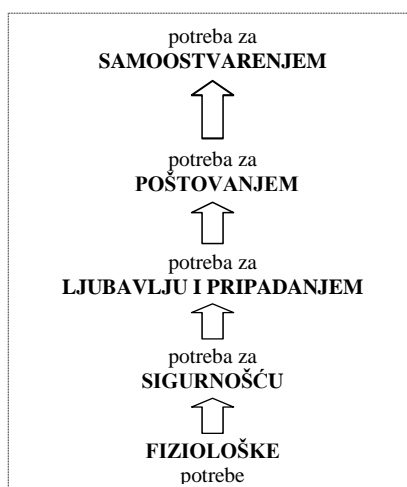 potreba za
SAMOOSTVARENJEM
potreba za
POŠTOVANJEM
potreba za
LJUBAVLJU I PRIPADANJEM
potreba za
SIGURNOŠĆU
FIZIOLOŠKE
potrebe